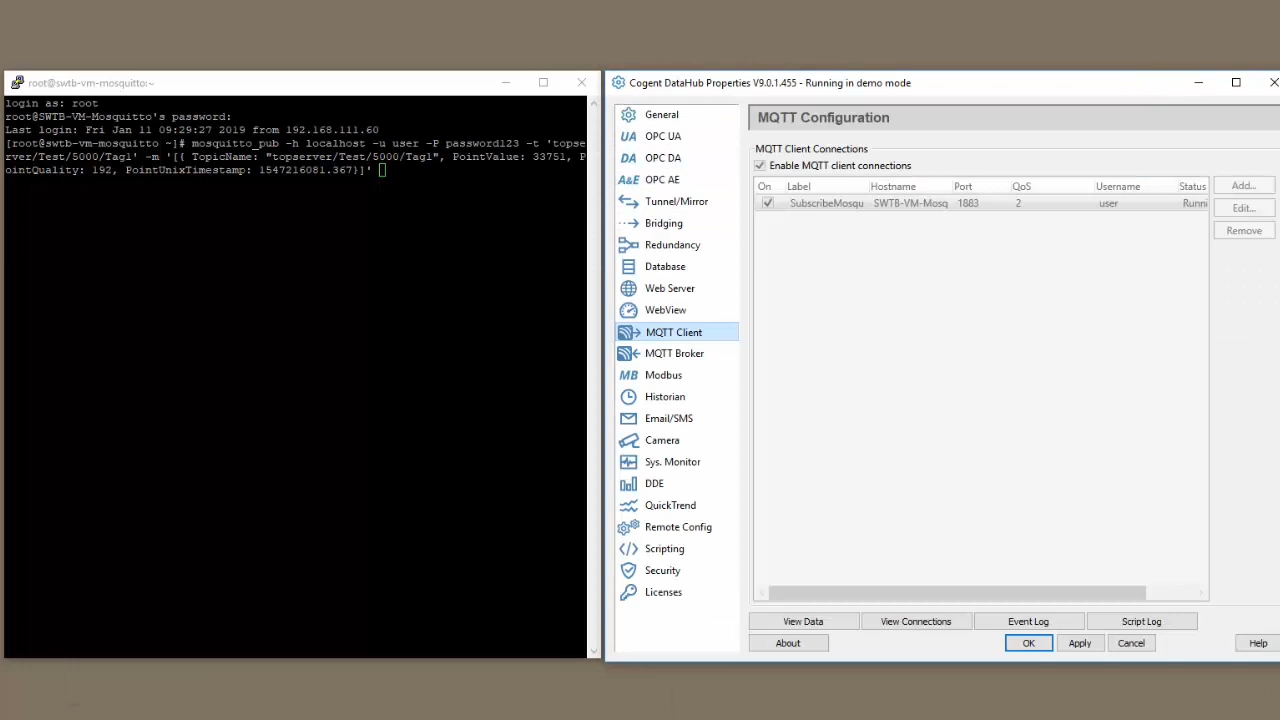 root@swtb-vm-mosquitto:~
login as: root
root@SWTB-VM-Mosquitto's password:
Last login: Fri Jan 11 09:29:27 2019 from 192.168.111.60
[root@swtb-vm-mosquitto ~]# mosquitto_pub -h localhost -u user -P password123 -t 'topse
rver/Test/5000/Tag1' -m '[{ TopicName: "topserver/Test/5000/Tag1", PointValue: 33751, P
ointQuality: 192, PointUnixTimestamp: 1547216081.367}]'
Cogent DataHub Properties V9.0.1.455 - Running in demo mode
General
UA OPC UA
DA OPC DA
A&E OPC AE
Tunnel/Mirror
Bridging
Redundancy
Database
Web Server
WebView
MQTT Client
MQTT Broker
MB Modbus
Historian
Email/SMS
Camera
Sys. Monitor
DDE
QuickTrend
Remote Config
Scripting
Security
Licenses
MQTT Configuration
MQTT Client Connections
Enable MQTT client connections
On Label Hostname Port QoS Username Status
SubscribeMosqu SWTB-VM-Mosq 1883 2 user Runni
Add...
Edit...
Remove
View Data View Connections Event Log Script Log
About OK Apply Cancel Help